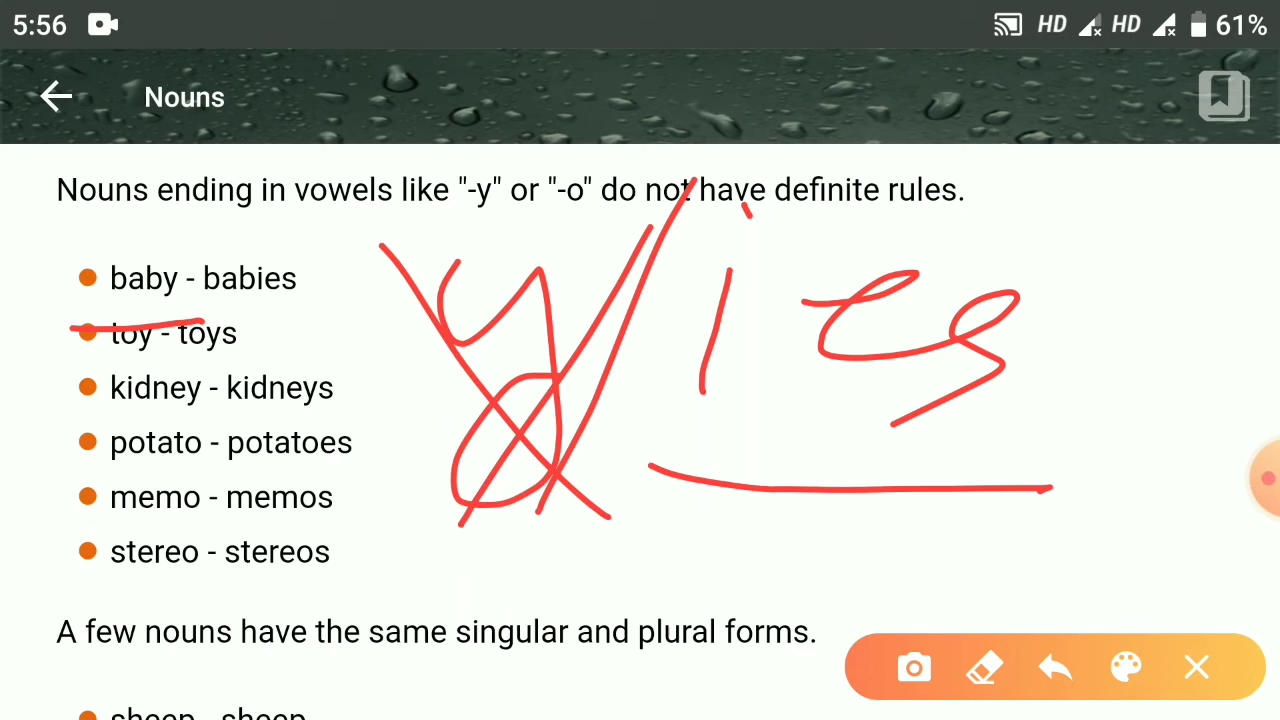 5:56 HD HD 61%
Nouns
Nouns ending in vowels like "-y" or "-o" do not have definite rules.
baby - babies
toy - toys
kidney - kidneys
potato - potatoes
memo - memos
stereo - stereos
y ies
A few nouns have the same singular and plural forms.
sheep - sheep